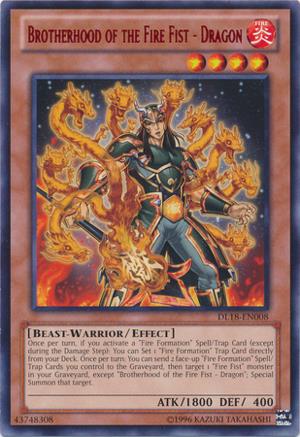 BROTHERHOOD OF THE FIRE FIST - DRAGON
FIRE
炎
DL18-EN008
[BEAST-WARRIOR/EFFECT]
Once per turn, if you activate a "Fire Formation" Spell/Trap Card (except
during the Damage Step): You can Set 1 "Fire Formation" Trap Card directly
from your Deck. Once per turn: You can send 2 face-up "Fire Formation" Spell/
Trap Cards you control to the Graveyard, then target 1 "Fire Fist" monster
in your Graveyard, except "Brotherhood of the Fire Fist - Dragon"; Special
Summon that target.
ATK/1800 DEF/ 400
43748308
©1996 KAZUKI TAKAHASHI